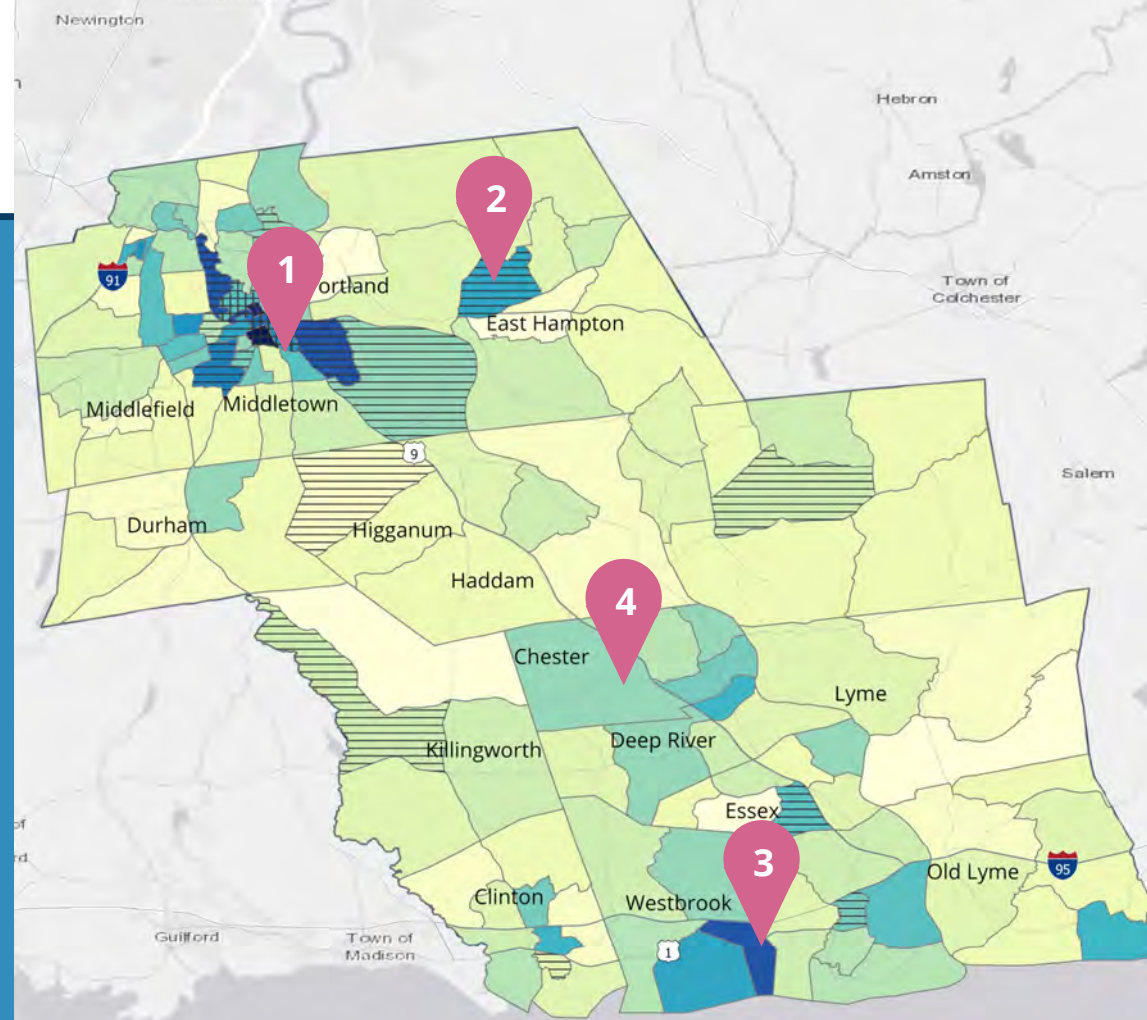 Newington
Hebron
Amston
2
1
91
ortland
Town of
Colchester
East Hampton
Middlefield
Middletown
9
Salem
Durham
Higganum
Haddam
4
Chester
Lyme
Deep River
Killingworth
Essex
of
3
Old Lyme
95
Clinton
Westbrook
Guilford
Town of
Madison
1